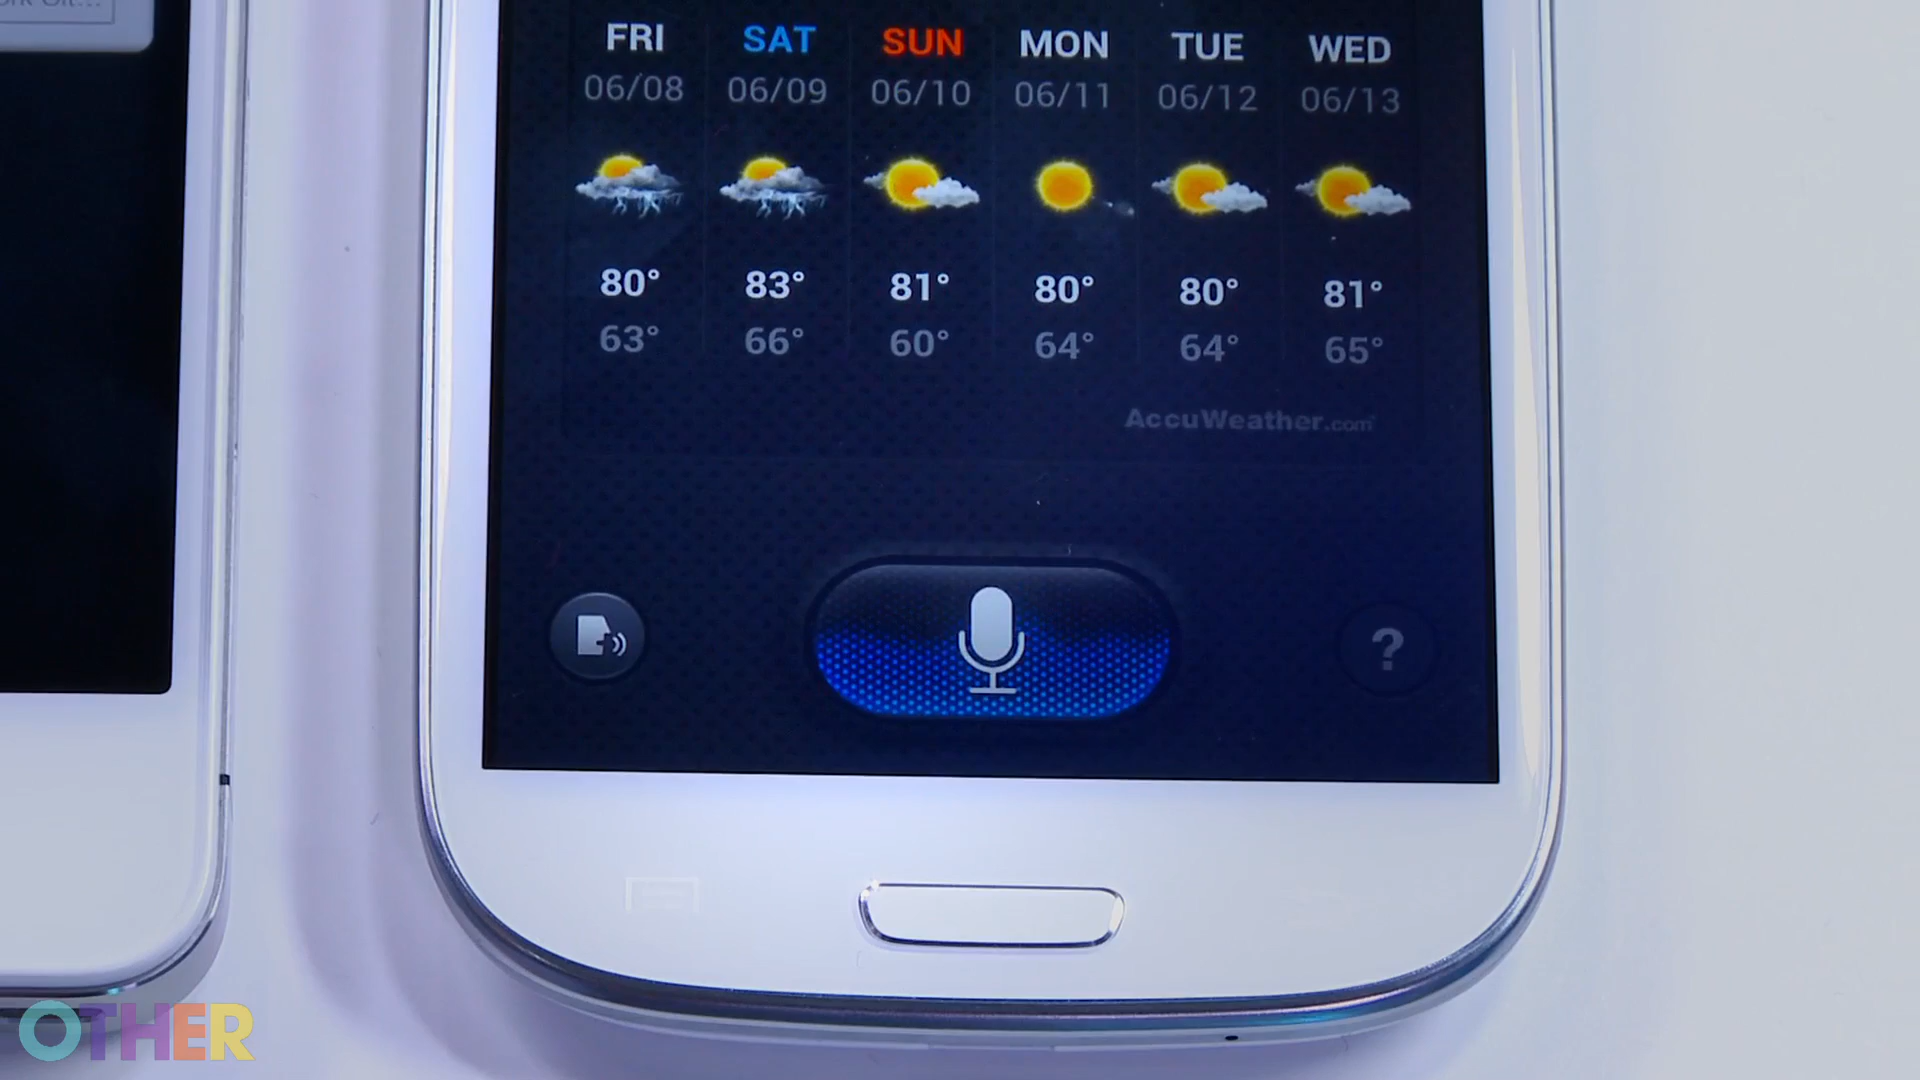 FRI SAT SUN MON TUE WED
06/08 06/09 06/10 06/11 06/12 06/13
80° 83° 81° 80° 80° 81°
63° 66° 60° 64° 64° 65°
AccuWeather.com
?
OTHER